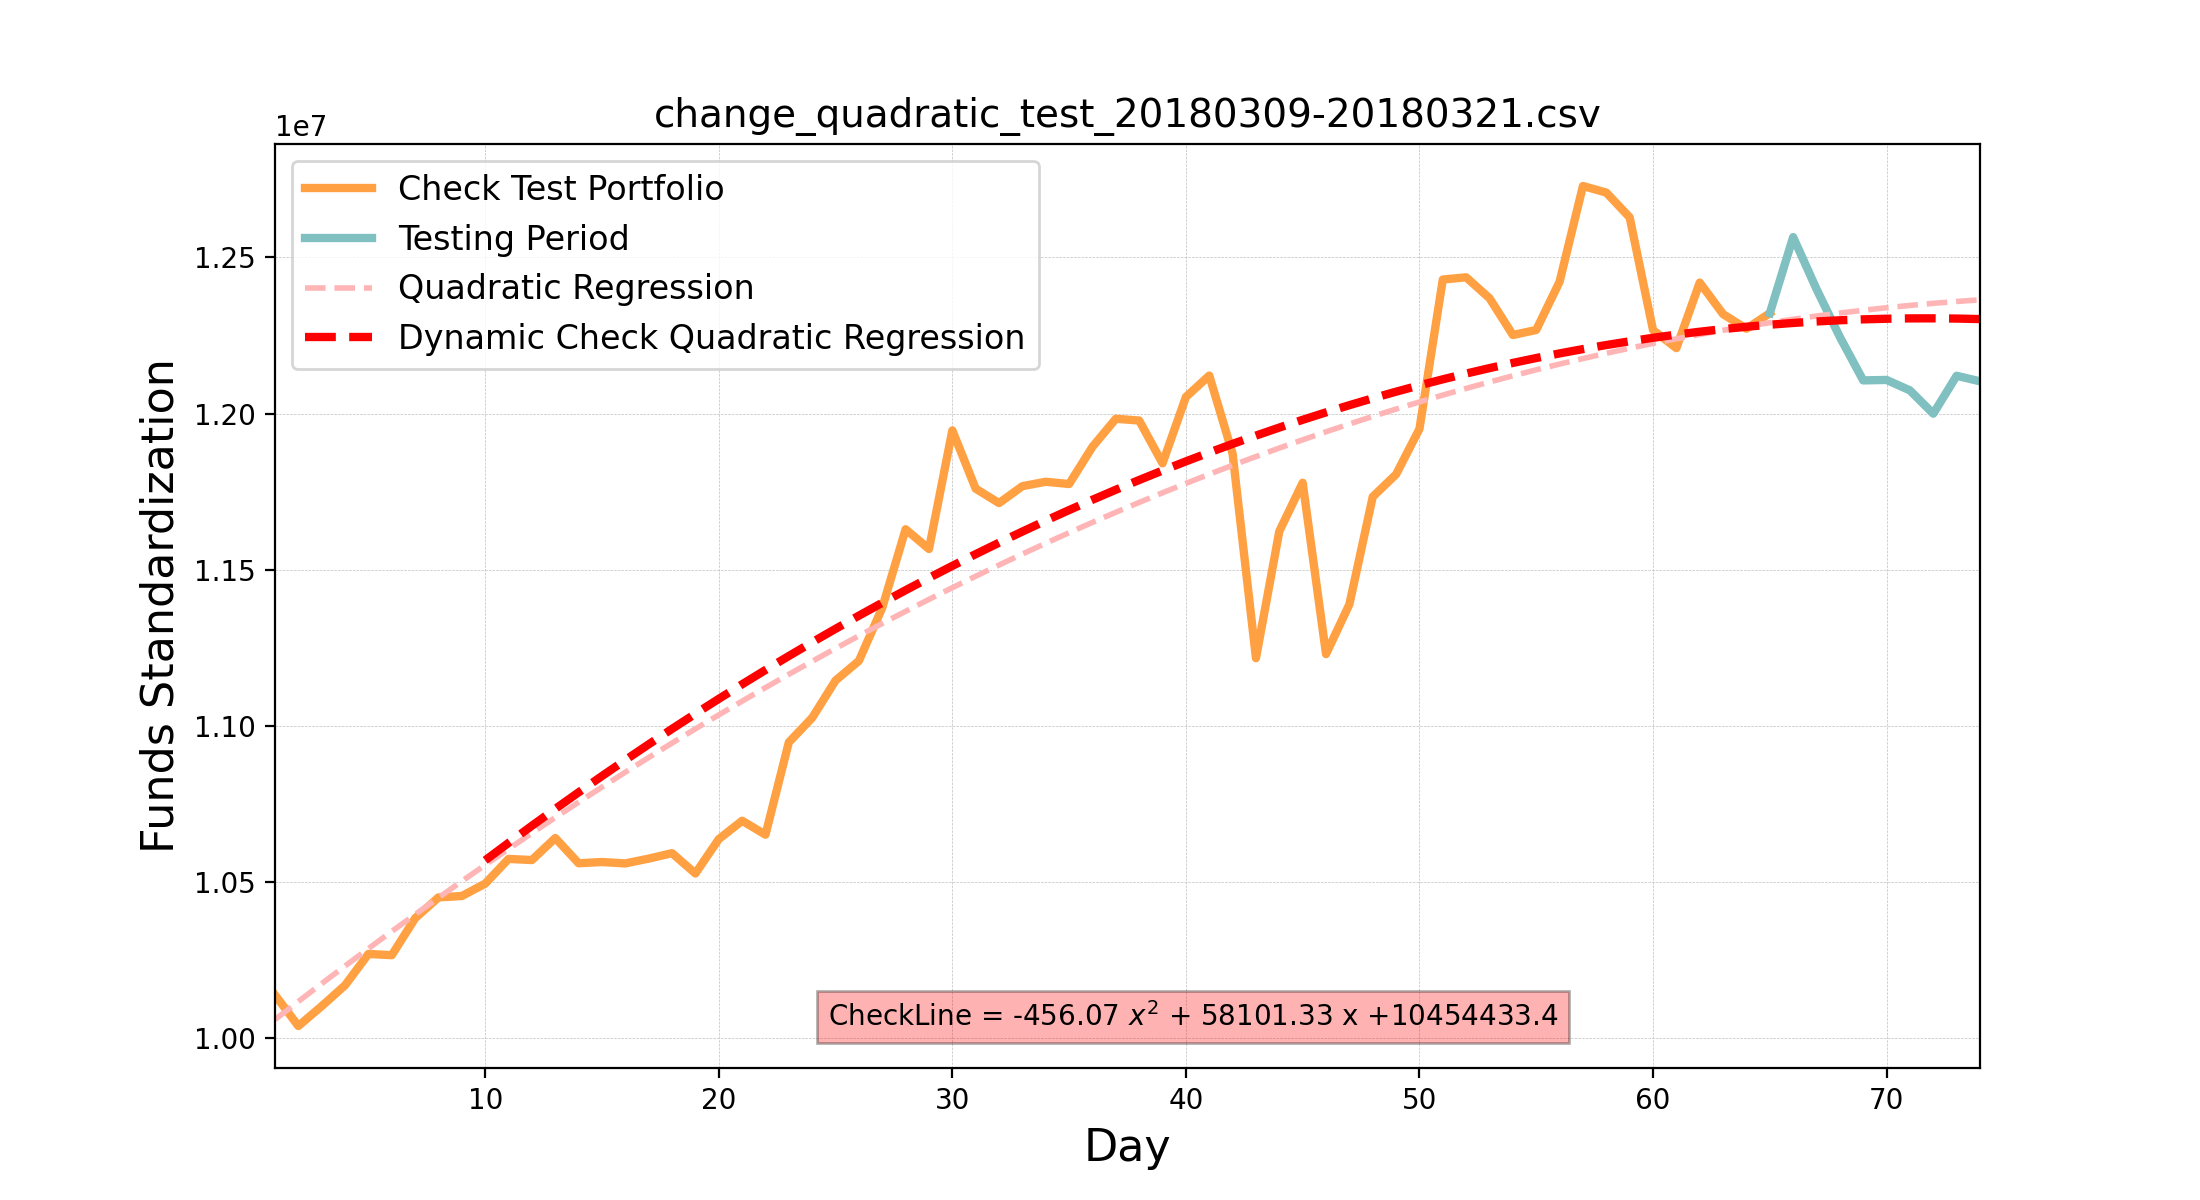 change_quadratic_test_20180309-20180321.csv
1e7
Check Test Portfolio
Testing Period
Quadratic Regression
Dynamic Check Quadratic Regression
Funds Standardization
1.25
1.20
1.15
1.10
1.05
1.00
CheckLine = -456.07 x² + 58101.33 x +10454433.4
10 20 30 40 50 60 70
Day